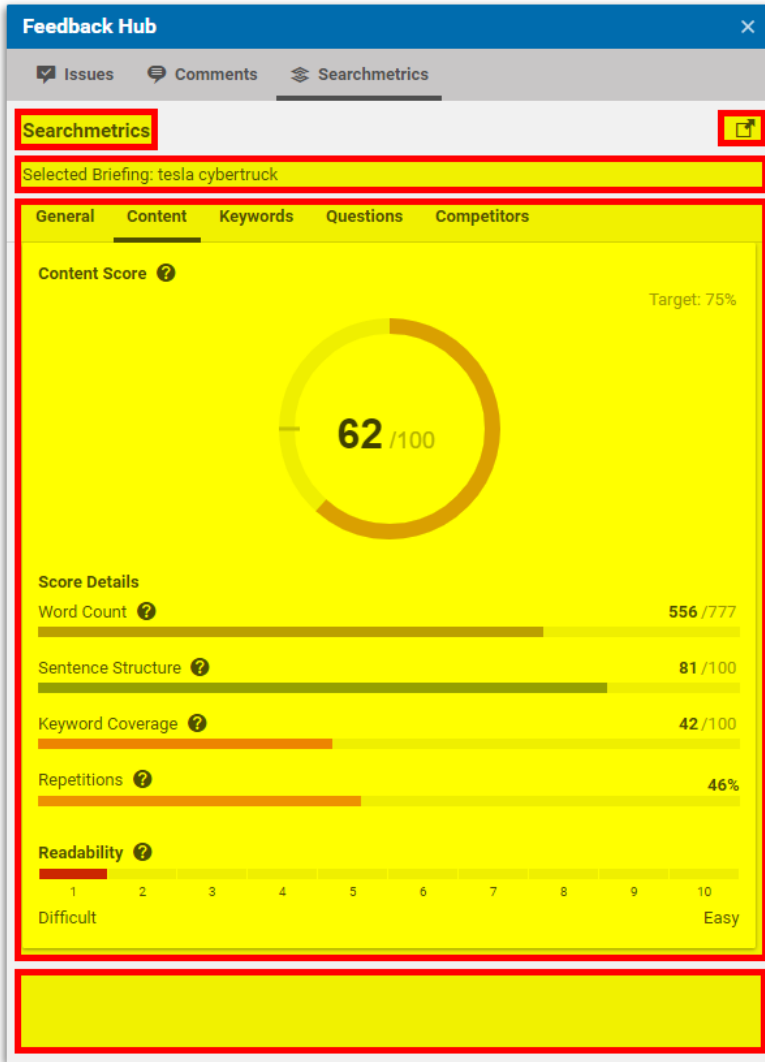 Feedback Hub
Issues Comments Searchmetrics
Searchmetrics
Selected Briefing: tesla cybertruck
General Content Keywords Questions Competitors
Content Score
Target: 75%
62 /100
Score Details
Word Count 556 /777
Sentence Structure 81 /100
Keyword Coverage 42 /100
Repetitions 46%
Readability
1 2 3 4 5 6 7 8 9 10
Difficult Easy